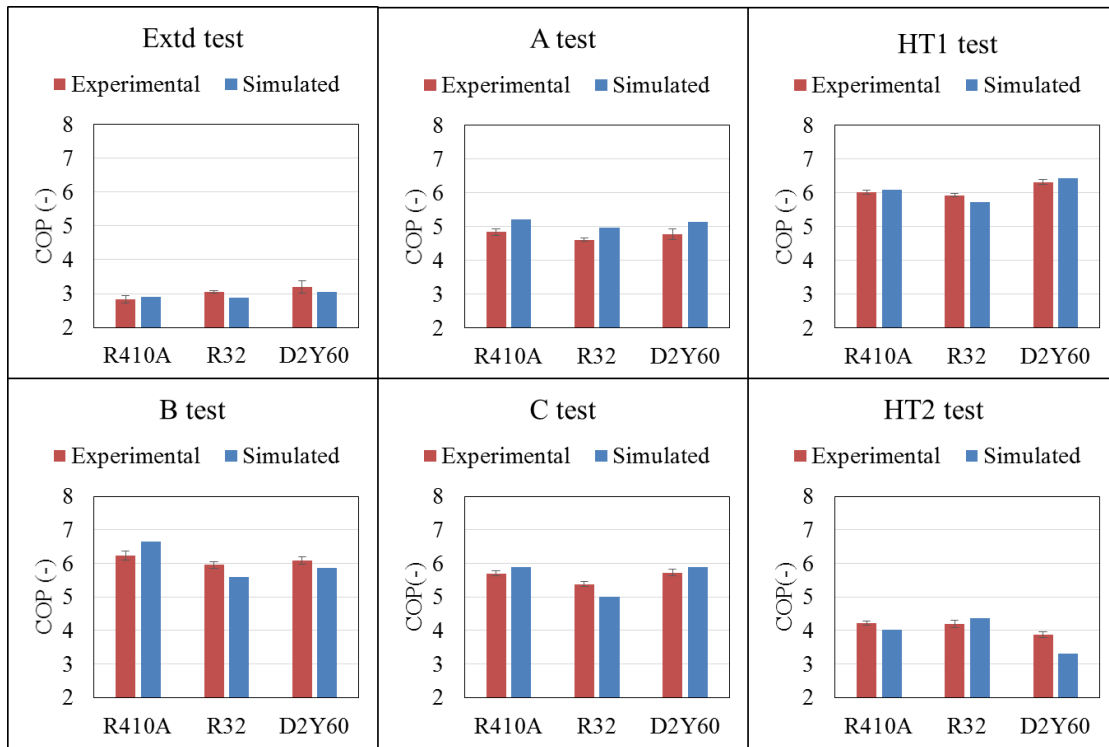 Extd test
Experimental Simulated
COP (-)
8
7
6
5
4
3
2
R410A R32 D2Y60
A test
Experimental Simulated
COP (-)
8
7
6
5
4
3
2
R410A R32 D2Y60
HT1 test
Experimental Simulated
COP (-)
8
7
6
5
4
3
2
R410A R32 D2Y60
B test
Experimental Simulated
COP (-)
8
7
6
5
4
3
2
R410A R32 D2Y60
C test
Experimental Simulated
COP(-)
8
7
6
5
4
3
2
R410A R32 D2Y60
HT2 test
Experimental Simulated
COP(-)
8
7
6
5
4
3
2
R410A R32 D2Y60